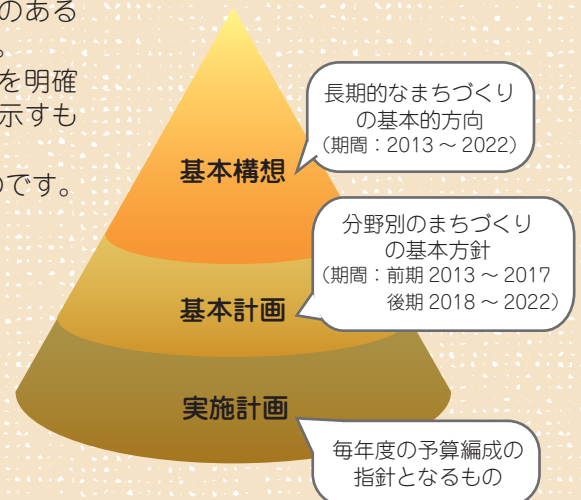 のある
。
を明確
示すも
のです。
長期的なまちづくり
の基本的方向
（期間：2013～2022）
基本構想
分野別のまちづくり
の基本方針
（期間：前期 2013～2017
後期 2018～2022）
基本計画
実施計画
毎年度の予算編成の
指針となるもの